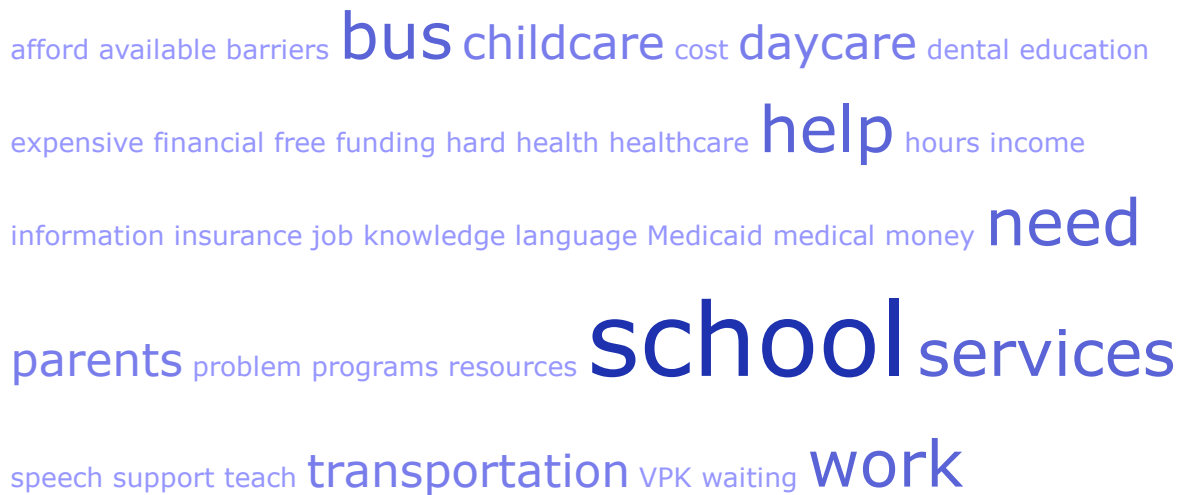 afford available barriers bus childcare cost daycare dental education
expensive financial free funding hard health healthcare help hours income
information insurance job knowledge language Medicaid medical money need
parents problem programs resources school services
speech support teach transportation VPK waiting work